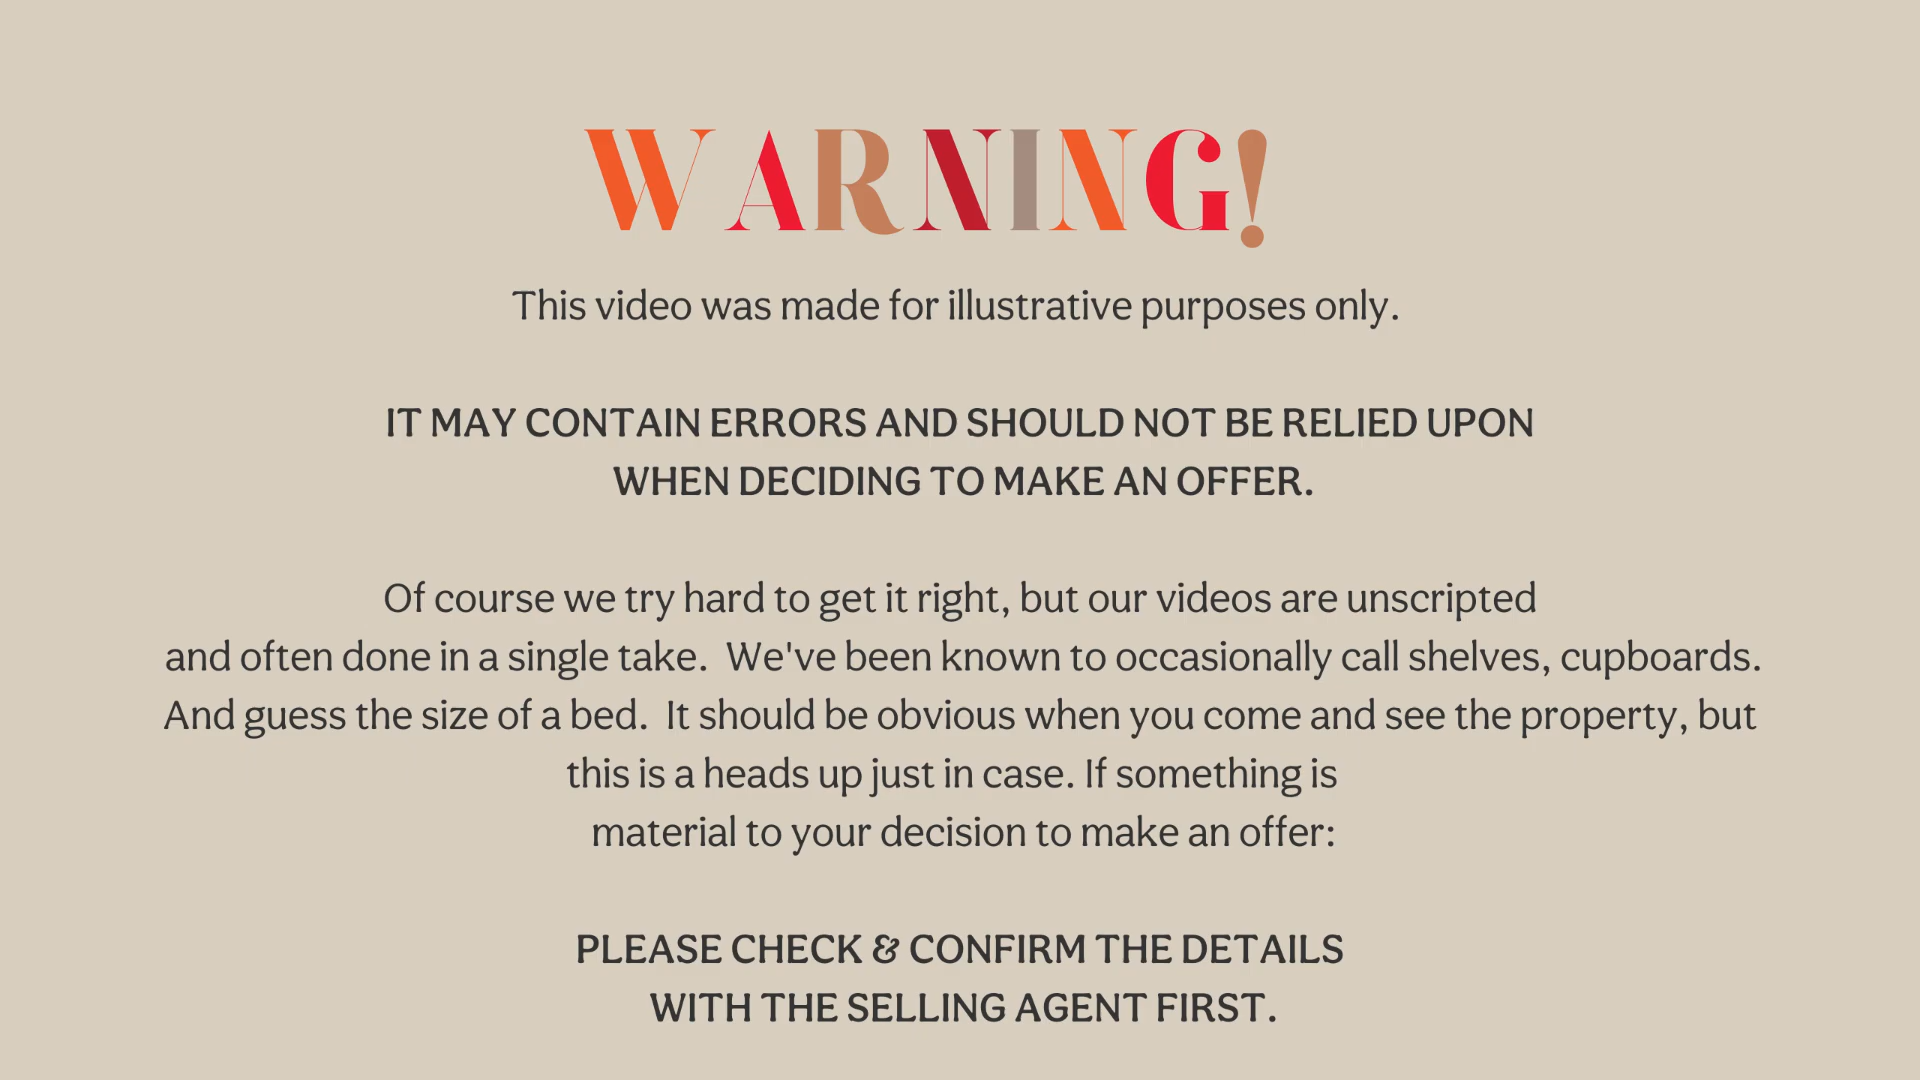 WARNING!
This video was made for illustrative purposes only.
IT MAY CONTAIN ERRORS AND SHOULD NOT BE RELIED UPON
WHEN DECIDING TO MAKE AN OFFER.
Of course we try hard to get it right, but our videos are unscripted
and often done in a single take.  We've been known to occasionally call shelves, cupboards.
And guess the size of a bed.  It should be obvious when you come and see the property, but
this is a heads up just in case. If something is
material to your decision to make an offer:
PLEASE CHECK & CONFIRM THE DETAILS
WITH THE SELLING AGENT FIRST.